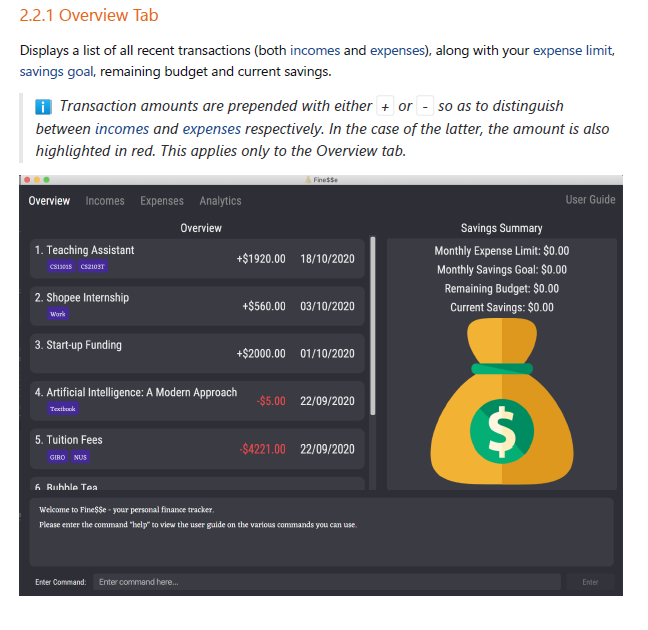 2.2.1 Overview Tab
Displays a list of all recent transactions (both incomes and expenses), along with your expense limit,
savings goal, remaining budget and current savings.
Transaction amounts are prepended with either + or - so as to distinguish
between incomes and expenses respectively. In the case of the latter, the amount is also
highlighted in red. This applies only to the Overview tab.
Fine$$e
Overview Incomes Expenses Analytics User Guide
Overview
1. Teaching Assistant
CS1101S CS2103T
+$1920.00 18/10/2020
2. Shopee Internship
Work
+$560.00 03/10/2020
3. Start-up Funding
+$2000.00 01/10/2020
4. Artificial Intelligence: A Modern Approach
Textbook
-$5.00 22/09/2020
5. Tuition Fees
GIRO NUS
-$4221.00 22/09/2020
6. Bubble Tea
Savings Summary
Monthly Expense Limit: $0.00
Monthly Savings Goal: $0.00
Remaining Budget: $0.00
Current Savings: $0.00
$
Welcome to Fine$$e - your personal finance tracker.
Please enter the command "help" to view the user guide on the various commands you can use.
Enter Command: Enter command here... Enter